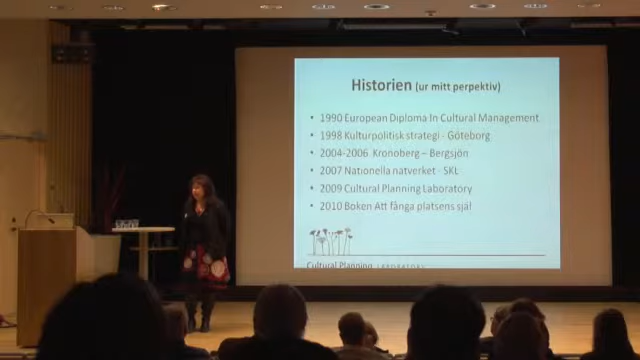 Historien (ur mitt perpektiv)
• 1990 European Diploma In Cultural Management
• 1998 Kulturpolitisk strategi - Göteborg
• 2004-2006 Kronoberg – Bergsjön
• 2007 Nationella nätverket - SKL
• 2009 Cultural Planning Laboratory
• 2010 Boken Att fånga platsens själ
Cultural Planning LABORATORY